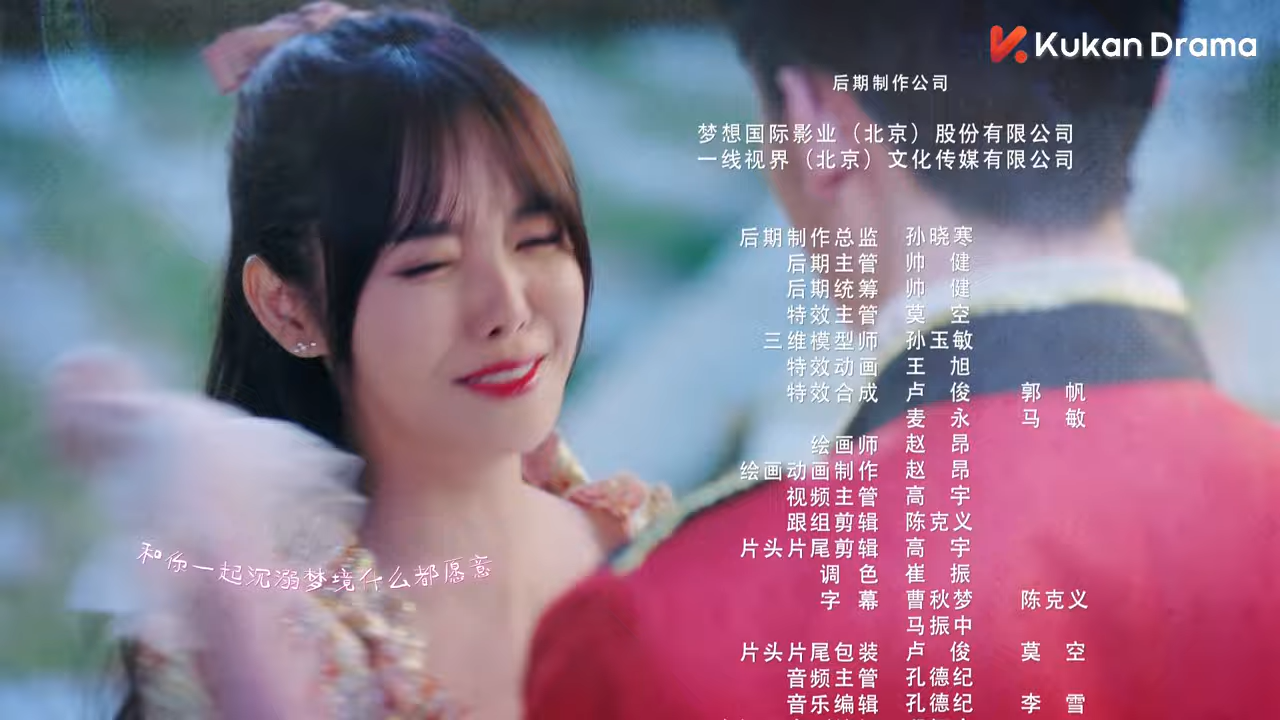 Kukan Drama
后期制作公司
梦想国际影业（北京）股份有限公司
一线视界（北京）文化传媒有限公司
后期制作总监 孙晓寒
后期主管 帅 健
后期统筹 帅 健
特效主管 莫 空
三维模型师 孙玉敏
特效动画 王 旭
特效合成 卢 俊 郭 帆
麦 永 马 敏
绘画师 赵 昂
绘画动画制作 赵 昂
视频主管 高 宇
跟组剪辑 陈克义
片头片尾剪辑 高 宇
调 色 崔 振
字 幕 曹秋梦 陈克义
马振中
片头片尾包装 卢 俊 莫 空
音频主管 孔德纪
音乐编辑 孔德纪 李 雪
和你一起沉溺梦境什么都愿意